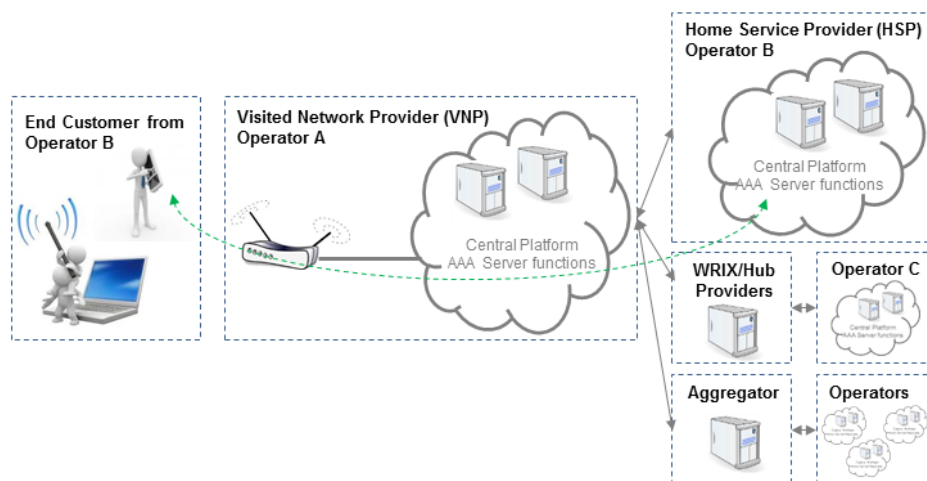 Home Service Provider (HSP)
Operator B
Central Platform
AAA Server functions
End Customer from
Operator B
Visited Network Provider (VNP)
Operator A
Central Platform
AAA Server functions
WRIX/Hub
Providers
Operator C
Central Platform
AAA Server functions
Aggregator
Operators